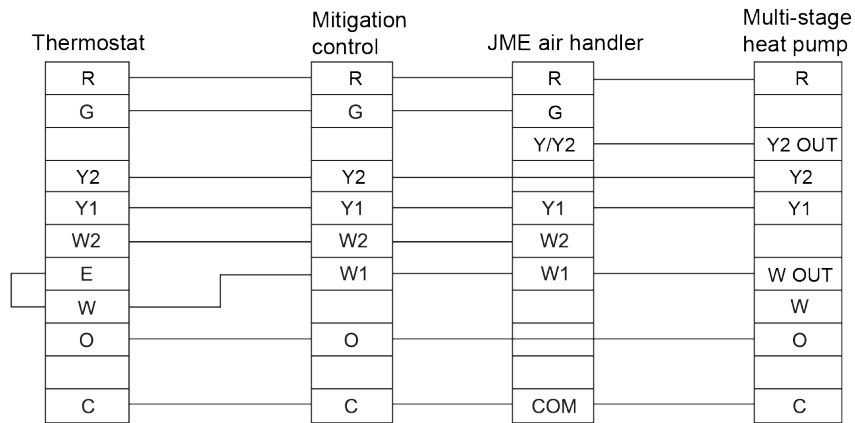 Thermostat
Mitigation
control
JME air handler
Multi-stage
heat pump
R R R R
G G G
Y/Y2 Y2 OUT
Y2 Y2 Y2
Y1 Y1 Y1 Y1
W2 W2 W2
E W1 W1 W OUT
W W
O O O
C C COM C